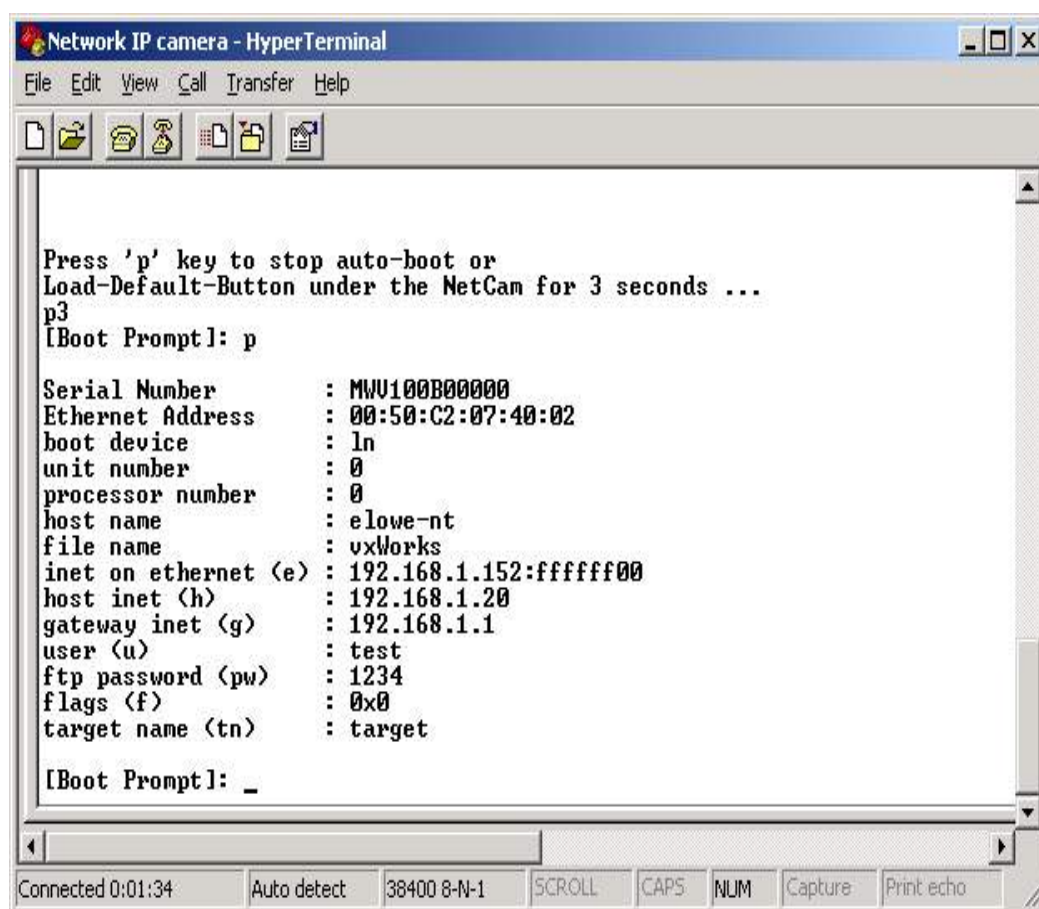 Network IP camera - HyperTerminal
File Edit View Call Transfer Help
Press 'p' key to stop auto-boot or
Load-Default-Button under the NetCam for 3 seconds ...
p3
[Boot Prompt]: p
Serial Number : MWV100B00000
Ethernet Address : 00:50:C2:07:40:02
boot device : ln
unit number : 0
processor number : 0
host name : elowe-nt
file name : vxWorks
inet on ethernet (e) : 192.168.1.152:ffffff00
host inet (h) : 192.168.1.20
gateway inet (g) : 192.168.1.1
user (u) : test
ftp password (pw) : 1234
flags (f) : 0x0
target name (tn) : target
[Boot Prompt]: _
Connected 0:01:34 Auto detect 38400 8-N-1 SCROLL CAPS NUM Capture Print echo